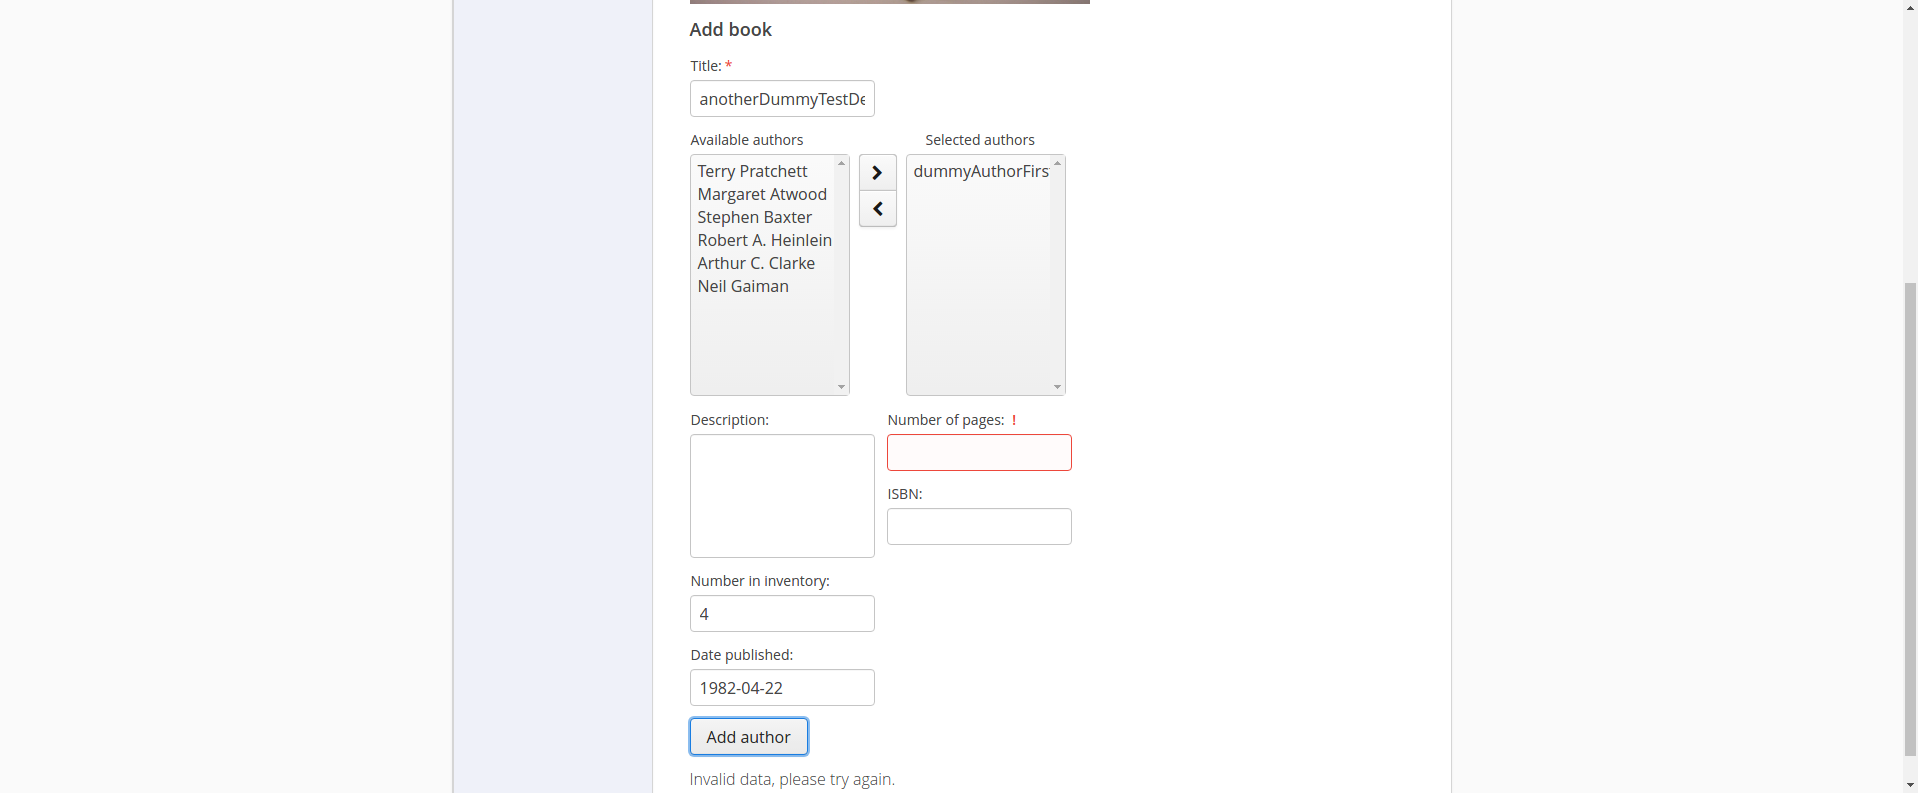 Add book
Title: *
anotherDummyTestDe
Available authors
Selected authors
Terry Pratchett
Margaret Atwood
Stephen Baxter
Robert A. Heinlein
Arthur C. Clarke
Neil Gaiman
dummyAuthorFirs
Description:
Number of pages: !
ISBN:
Number in inventory:
4
Date published:
1982-04-22
Add author
Invalid data, please try again.